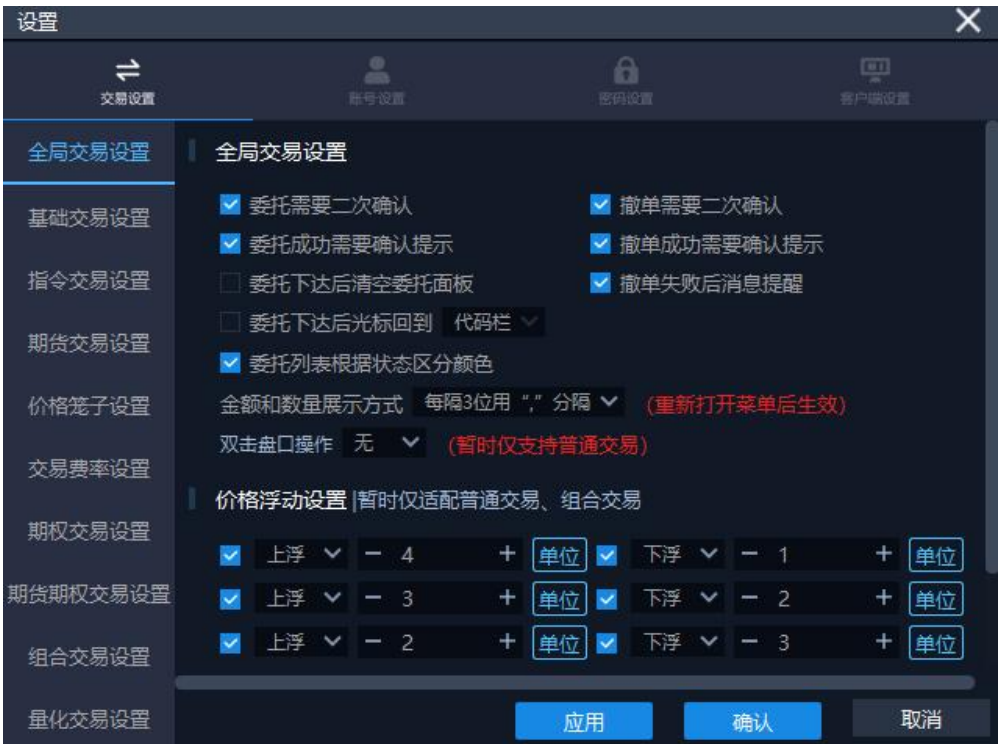 设置
交易设置 账号设置 密码设置 客户端设置
全局交易设置
基础交易设置
指令交易设置
期货交易设置
价格笼子设置
交易费率设置
期权交易设置
期货期权交易设置
组合交易设置
量化交易设置
全局交易设置
委托需要二次确认 撤单需要二次确认
委托成功需要确认提示 撤单成功需要确认提示
委托下达后清空委托面板 撤单失败后消息提醒
委托下达后光标回到 代码栏
委托列表根据状态区分颜色
金额和数量展示方式 每隔3位用“,”分隔 (重新打开菜单后生效)
双击盘口操作 无 (暂时仅支持普通交易)
价格浮动设置 |暂时仅适配普通交易、组合交易
上浮 - 4 + 单位 下浮 - 1 + 单位
上浮 - 3 + 单位 下浮 - 2 + 单位
上浮 - 2 + 单位 下浮 - 3 + 单位
应用 确认 取消